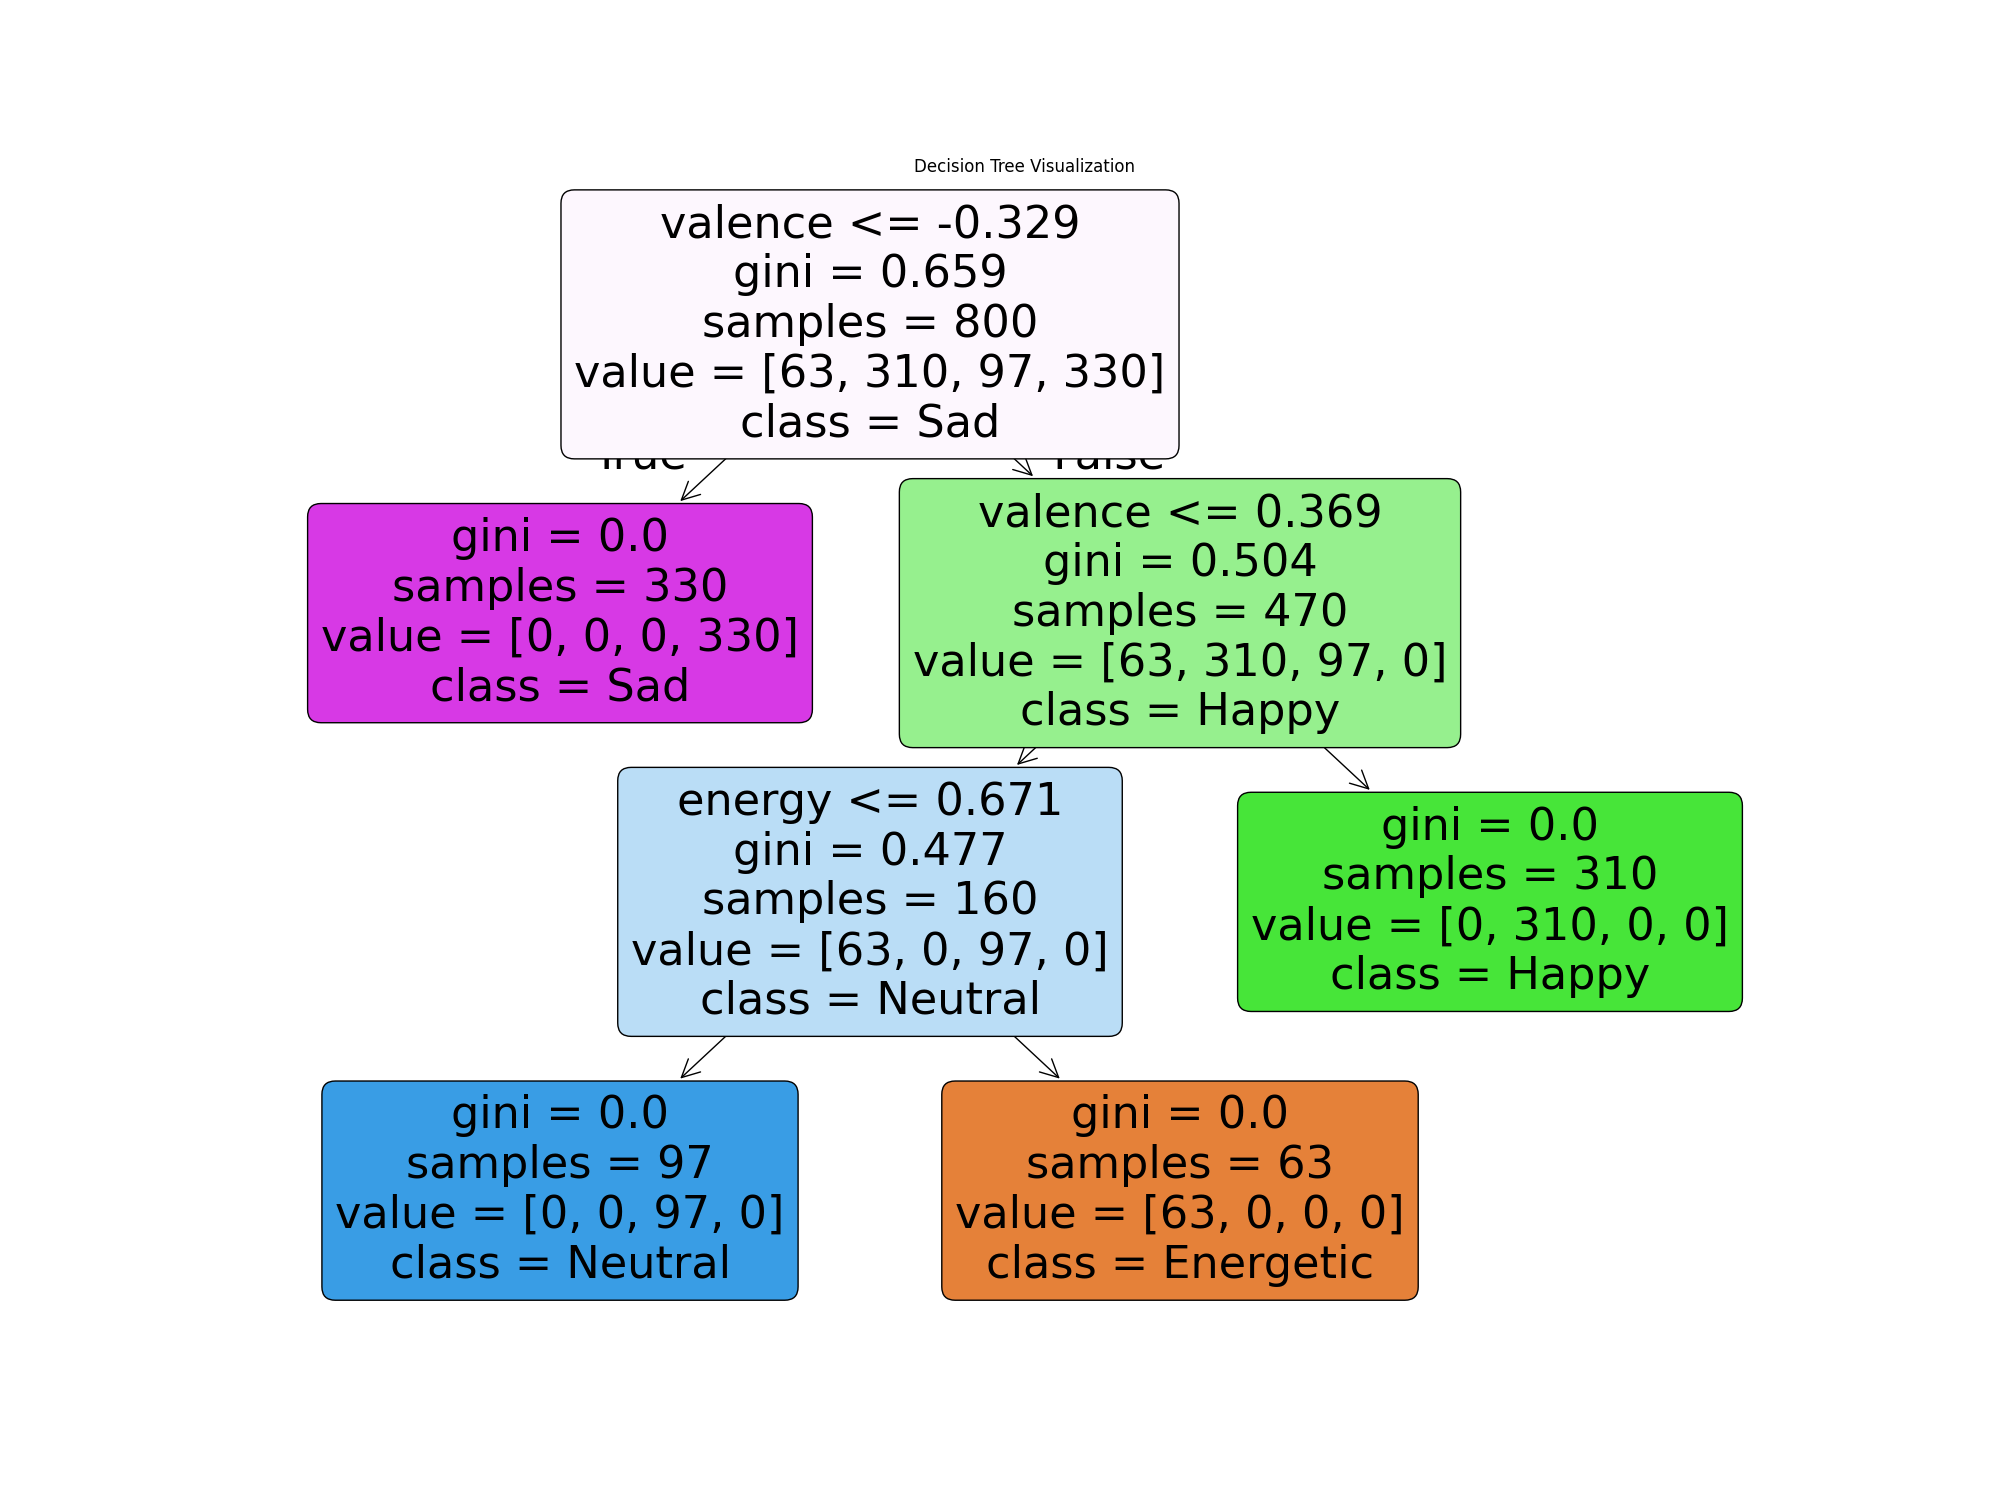 Decision Tree Visualization
valence <= -0.329
gini = 0.659
samples = 800
value = [63, 310, 97, 330]
class = Sad
True
False
gini = 0.0
samples = 330
value = [0, 0, 0, 330]
class = Sad
valence <= 0.369
gini = 0.504
samples = 470
value = [63, 310, 97, 0]
class = Happy
energy <= 0.671
gini = 0.477
samples = 160
value = [63, 0, 97, 0]
class = Neutral
gini = 0.0
samples = 310
value = [0, 310, 0, 0]
class = Happy
gini = 0.0
samples = 97
value = [0, 0, 97, 0]
class = Neutral
gini = 0.0
samples = 63
value = [63, 0, 0, 0]
class = Energetic